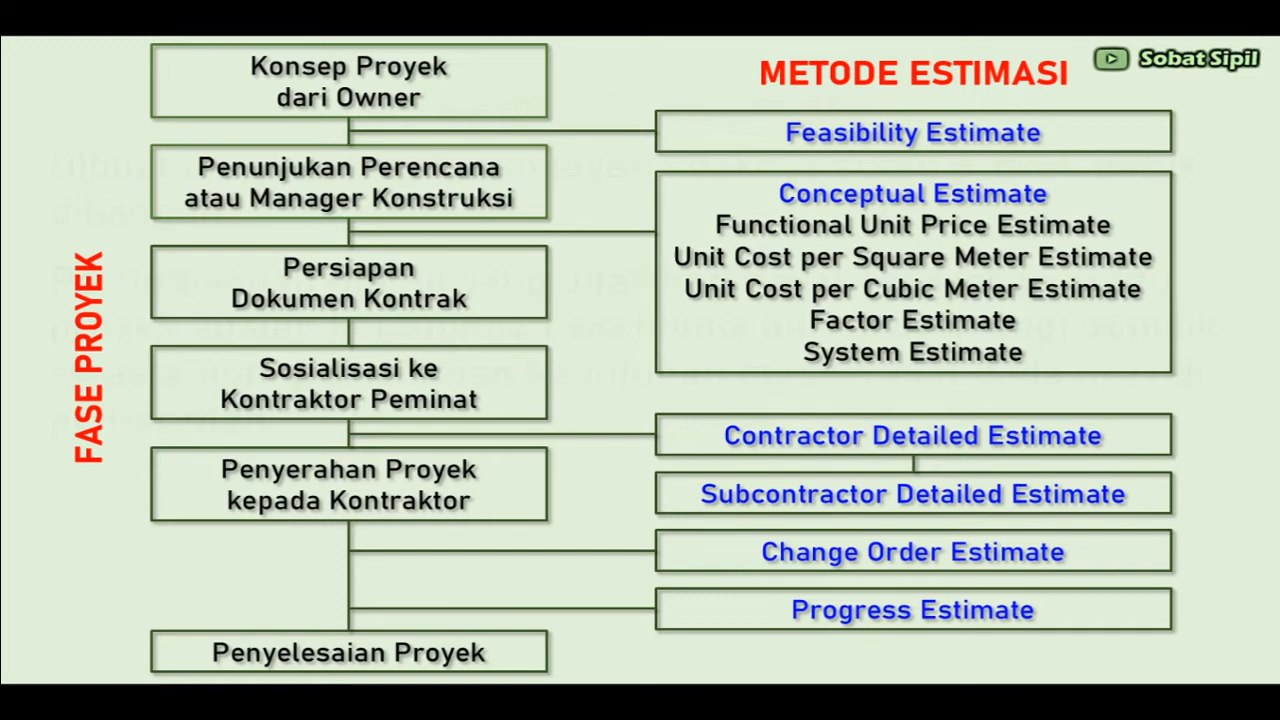 Sobat Sipil
METODE ESTIMASI
FASE PROYEK
Konsep Proyek
dari Owner
Penunjukan Perencana
atau Manager Konstruksi
Persiapan
Dokumen Kontrak
Sosialisasi ke
Kontraktor Peminat
Penyerahan Proyek
kepada Kontraktor
Penyelesaian Proyek
Feasibility Estimate
Conceptual Estimate
Functional Unit Price Estimate
Unit Cost per Square Meter Estimate
Unit Cost per Cubic Meter Estimate
Factor Estimate
System Estimate
Contractor Detailed Estimate
Subcontractor Detailed Estimate
Change Order Estimate
Progress Estimate